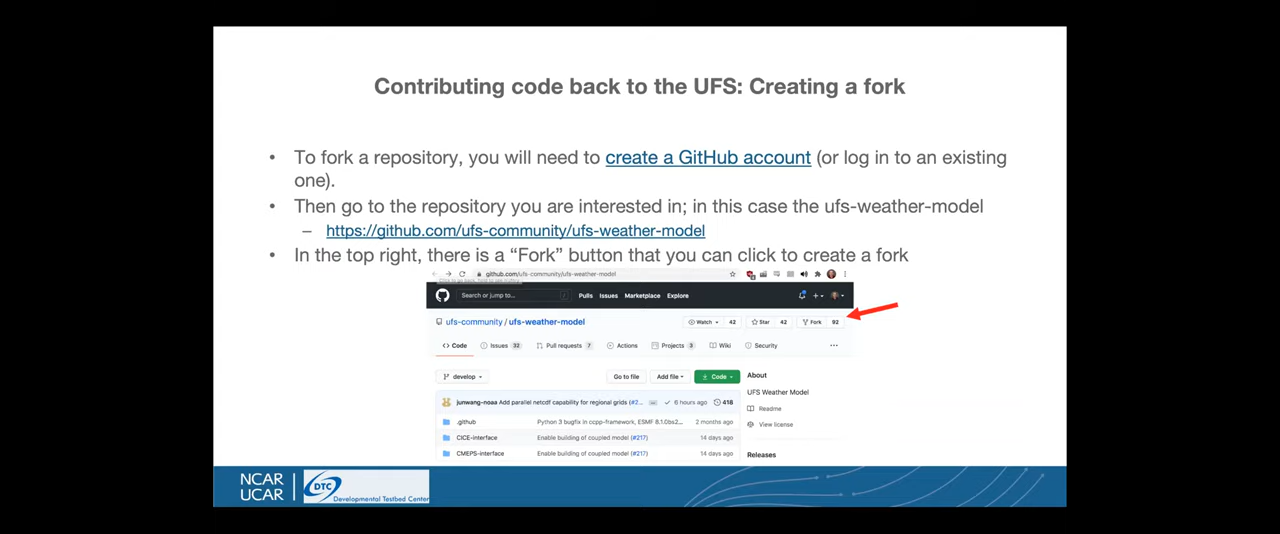 Contributing code back to the UFS: Creating a fork
• To fork a repository, you will need to create a GitHub account (or log in to an existing
one).
• Then go to the repository you are interested in; in this case the ufs-weather-model
– https://github.com/ufs-community/ufs-weather-model
• In the top right, there is a “Fork” button that you can click to create a fork
github.com/ufs-community/ufs-weather-model
Search or jump to... / Pulls Issues Marketplace Explore
ufs-community / ufs-weather-model Watch 42 Star 42 Fork 92
Code Issues 32 Pull requests 7 Actions Projects 3 Wiki Security ...
develop Go to file Add file Code About
UFS Weather Model
junwang-noaa Add parallel netcdf capability for regional grids (#2... 6 hours ago 418
Readme
.github Python 3 bugfix in ccpp-framework, ESMF 8.1.0bs2... 2 months ago
View license
CICE-interface Enable building of coupled model (#217) 14 days ago
CMEPS-interface Enable building of coupled model (#217) 14 days ago
Releases
NCAR
UCAR
DTC
Developmental Testbed Center